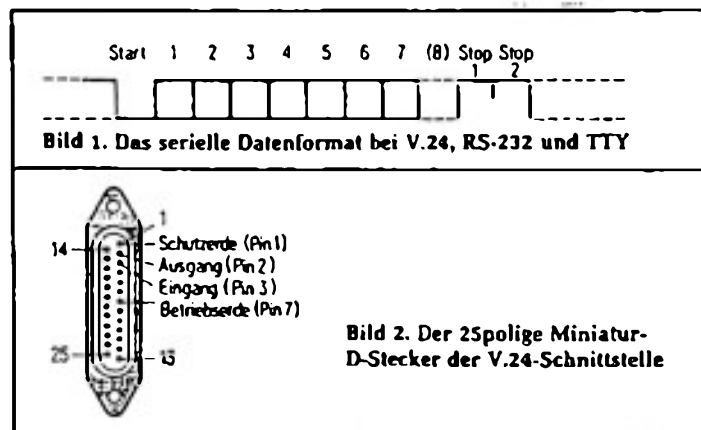 Start 1 2 3 4 5 6 7 (8) Stop Stop
1 2
Bild 1. Das serielle Datenformat bei V.24, RS-232 und TTY
1
14
Schutzerde (Pin 1)
Ausgang (Pin 2)
Eingang (Pin 3)
Betriebserde (Pin 7)
25
13
Bild 2. Der 25polige Miniatur-
D-Stecker der V.24-Schnittstelle